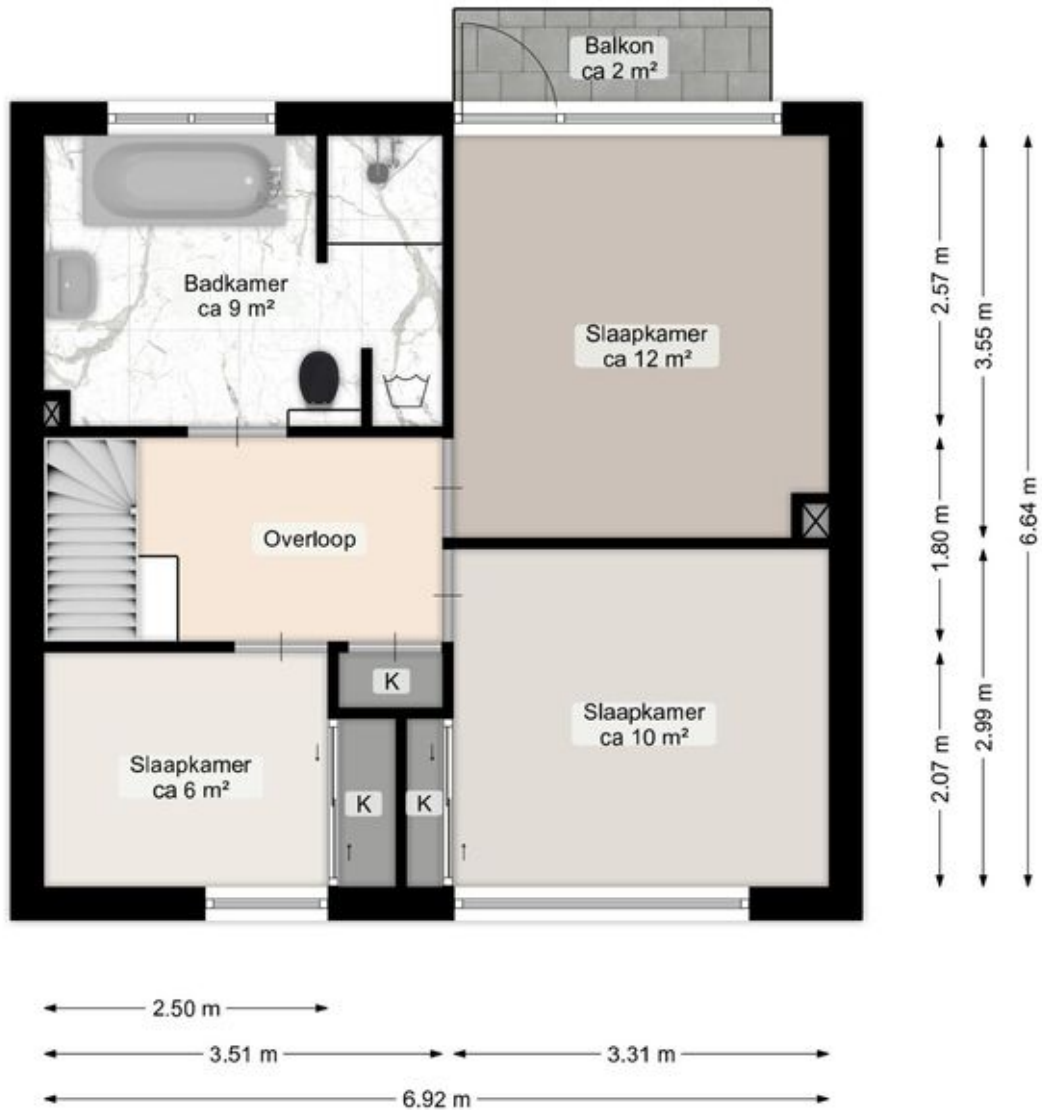 Balkon
ca 2 m²
Badkamer
ca 9 m²
Slaapkamer
ca 12 m²
Overloop
K
Slaapkamer
ca 10 m²
Slaapkamer
ca 6 m²
K
K
2.57 m
3.55 m
6.64 m
1.80 m
2.99 m
2.07 m
2.50 m
3.51 m
3.31 m
6.92 m